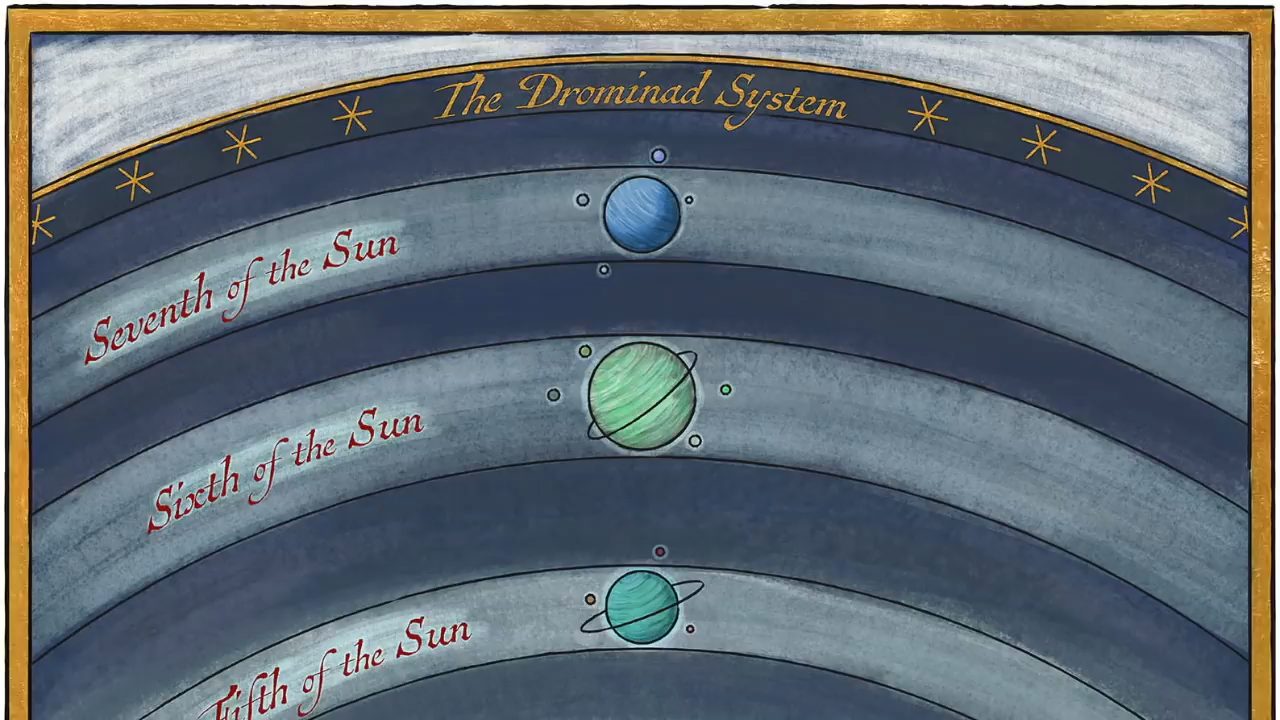 The Drominad System
Seventh of the Sun
Sixth of the Sun
Fifth of the Sun